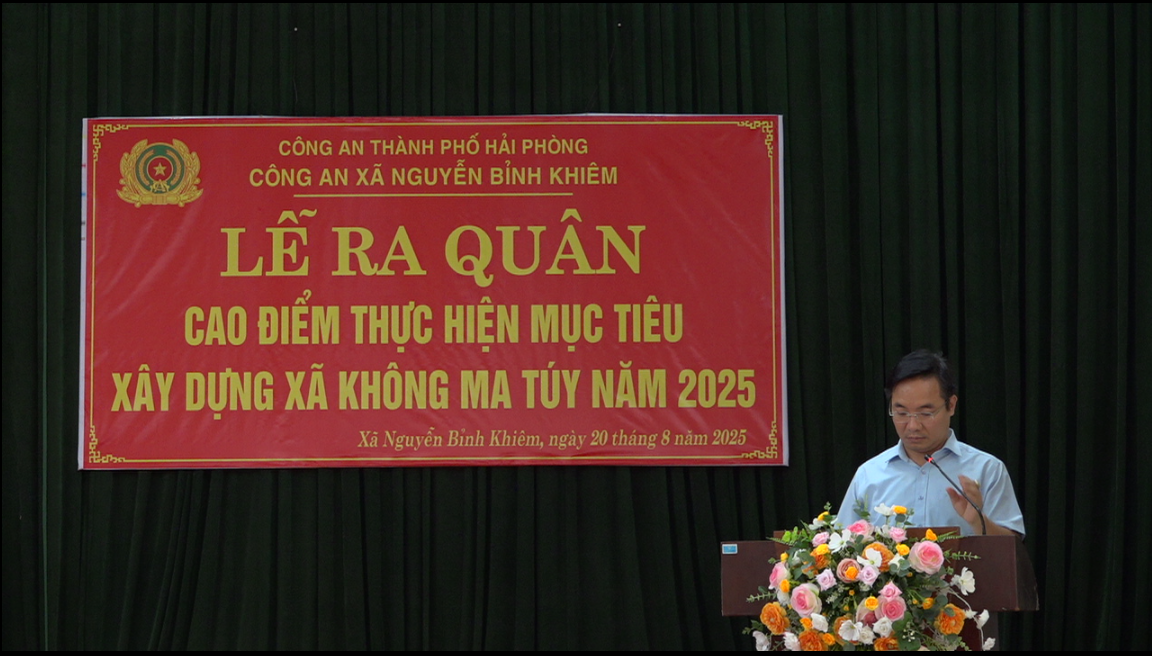 CÔNG AN THÀNH PHỐ HẢI PHÒNG
CÔNG AN XÃ NGUYỄN BỈNH KHIÊM
LỄ RA QUÂN
CAO ĐIỂM THỰC HIỆN MỤC TIÊU
XÂY DỰNG XÃ KHÔNG MA TÚY NĂM 2025
Xã Nguyễn Bỉnh Khiêm, ngày 20 tháng 8 năm 2025